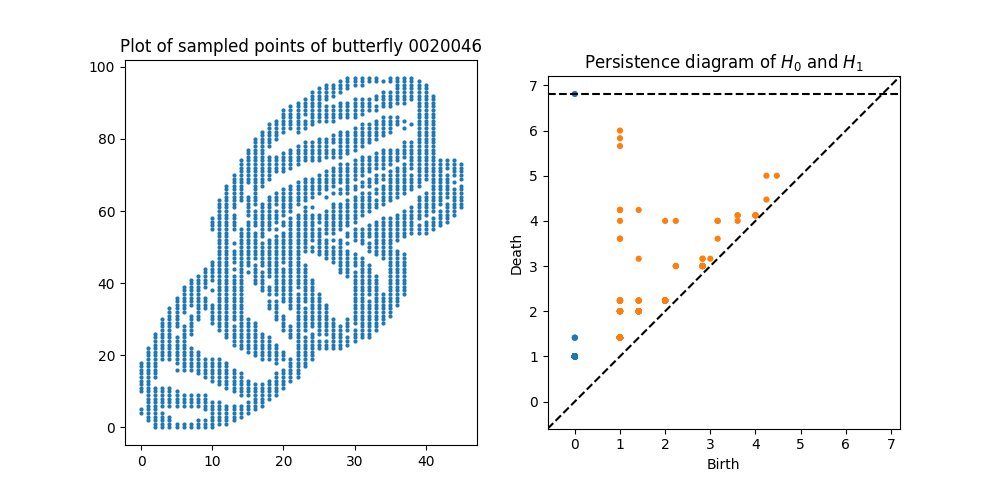 Plot of sampled points of butterfly 0020046
100
80
60
40
20
0
0 10 20 30 40
Persistence diagram of $H_0$ and $H_1$
7
6
5
4
3
2
1
0
Death
0 1 2 3 4 5 6 7
Birth